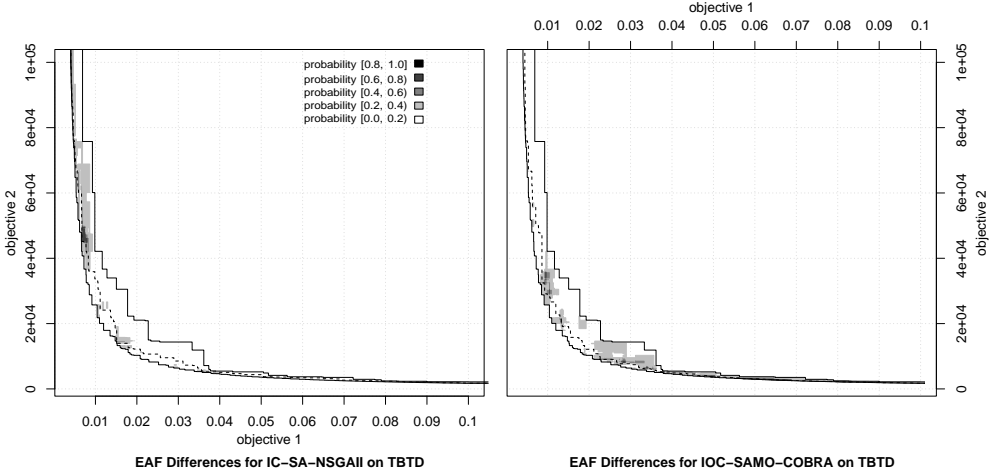 objective 1
0.01 0.02 0.03 0.04 0.05 0.06 0.07 0.08 0.09 0.1
probability [0.8, 1.0]
probability [0.6, 0.8)
probability [0.4, 0.6)
probability [0.2, 0.4)
probability [0.0, 0.2)
objective 2
1e+05
8e+04
6e+04
4e+04
2e+04
0
0.01 0.02 0.03 0.04 0.05 0.06 0.07 0.08 0.09 0.1
objective 1
1e+05
8e+04
6e+04
4e+04
2e+04
0
objective 2
EAF Differences for IC−SA−NSGAII on TBTD
EAF Differences for IOC−SAMO−COBRA on TBTD